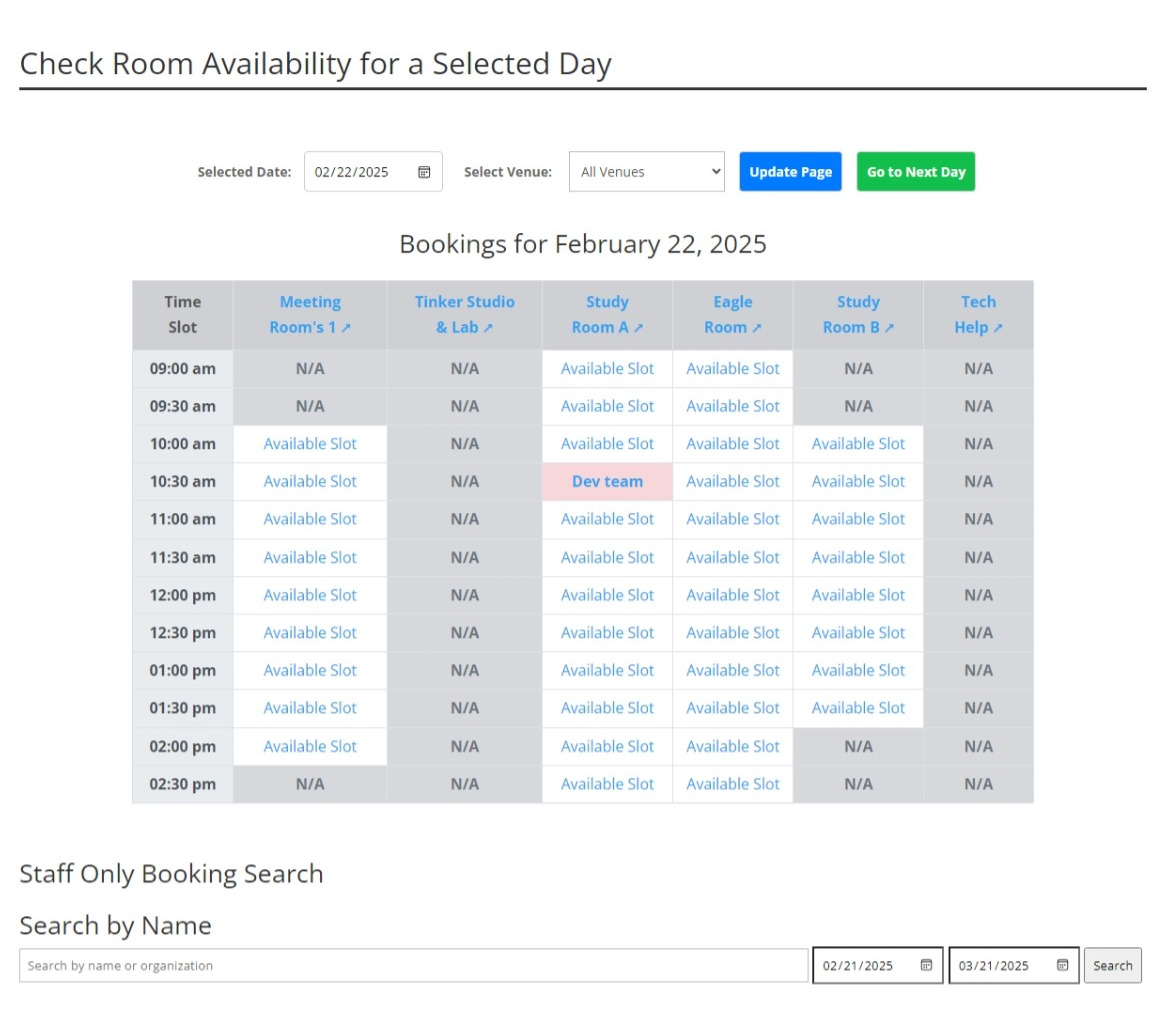 Check Room Availability for a Selected Day
Selected Date: 02/22/2025 Select Venue: All Venues Update Page Go to Next Day
Bookings for February 22, 2025
Time Slot Meeting Room's 1 ↗ Tinker Studio & Lab ↗ Study Room A ↗ Eagle Room ↗ Study Room B ↗ Tech Help ↗
09:00 am N/A N/A Available Slot Available Slot N/A N/A
09:30 am N/A N/A Available Slot Available Slot N/A N/A
10:00 am Available Slot N/A Available Slot Available Slot Available Slot N/A
10:30 am Available Slot N/A Dev team Available Slot Available Slot N/A
11:00 am Available Slot N/A Available Slot Available Slot Available Slot N/A
11:30 am Available Slot N/A Available Slot Available Slot Available Slot N/A
12:00 pm Available Slot N/A Available Slot Available Slot Available Slot N/A
12:30 pm Available Slot N/A Available Slot Available Slot Available Slot N/A
01:00 pm Available Slot N/A Available Slot Available Slot Available Slot N/A
01:30 pm Available Slot N/A Available Slot Available Slot Available Slot N/A
02:00 pm Available Slot N/A Available Slot Available Slot N/A N/A
02:30 pm N/A N/A Available Slot Available Slot N/A N/A
Staff Only Booking Search
Search by Name
Search by name or organization 02/21/2025 03/21/2025 Search